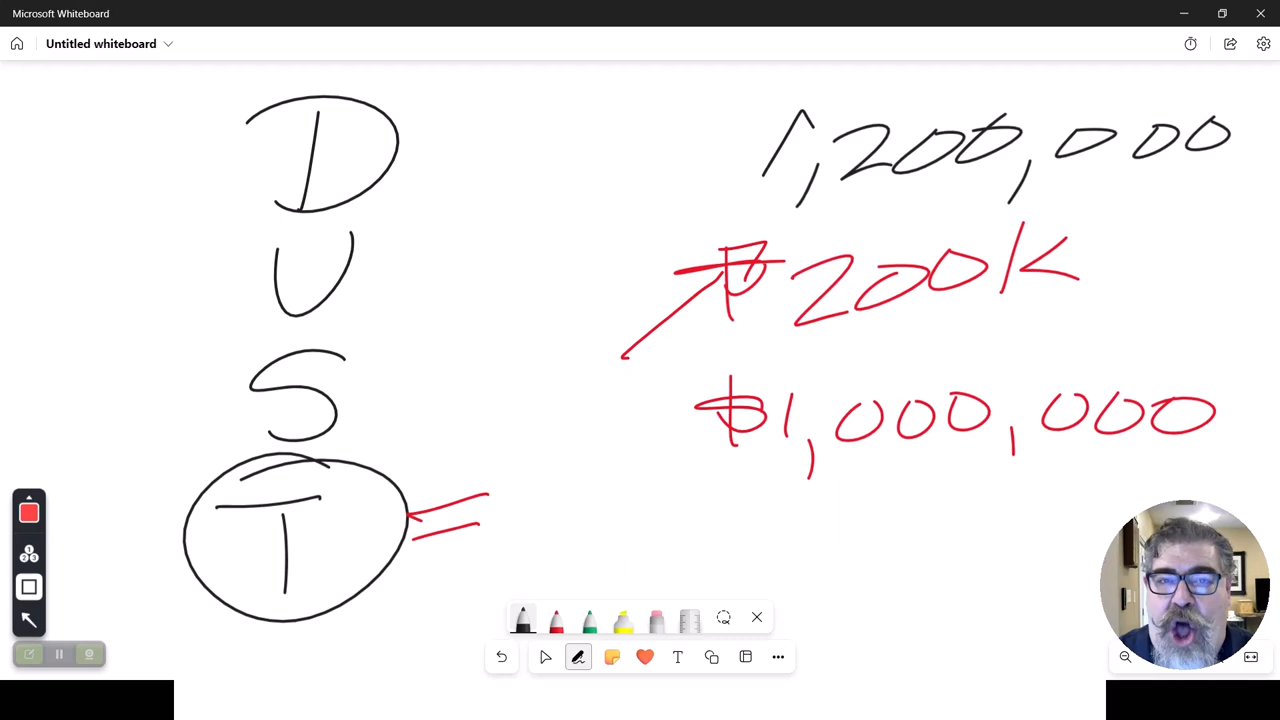 Microsoft Whiteboard
Untitled whiteboard
D
U
S
T =
1,200,000
$200K
$1,000,000